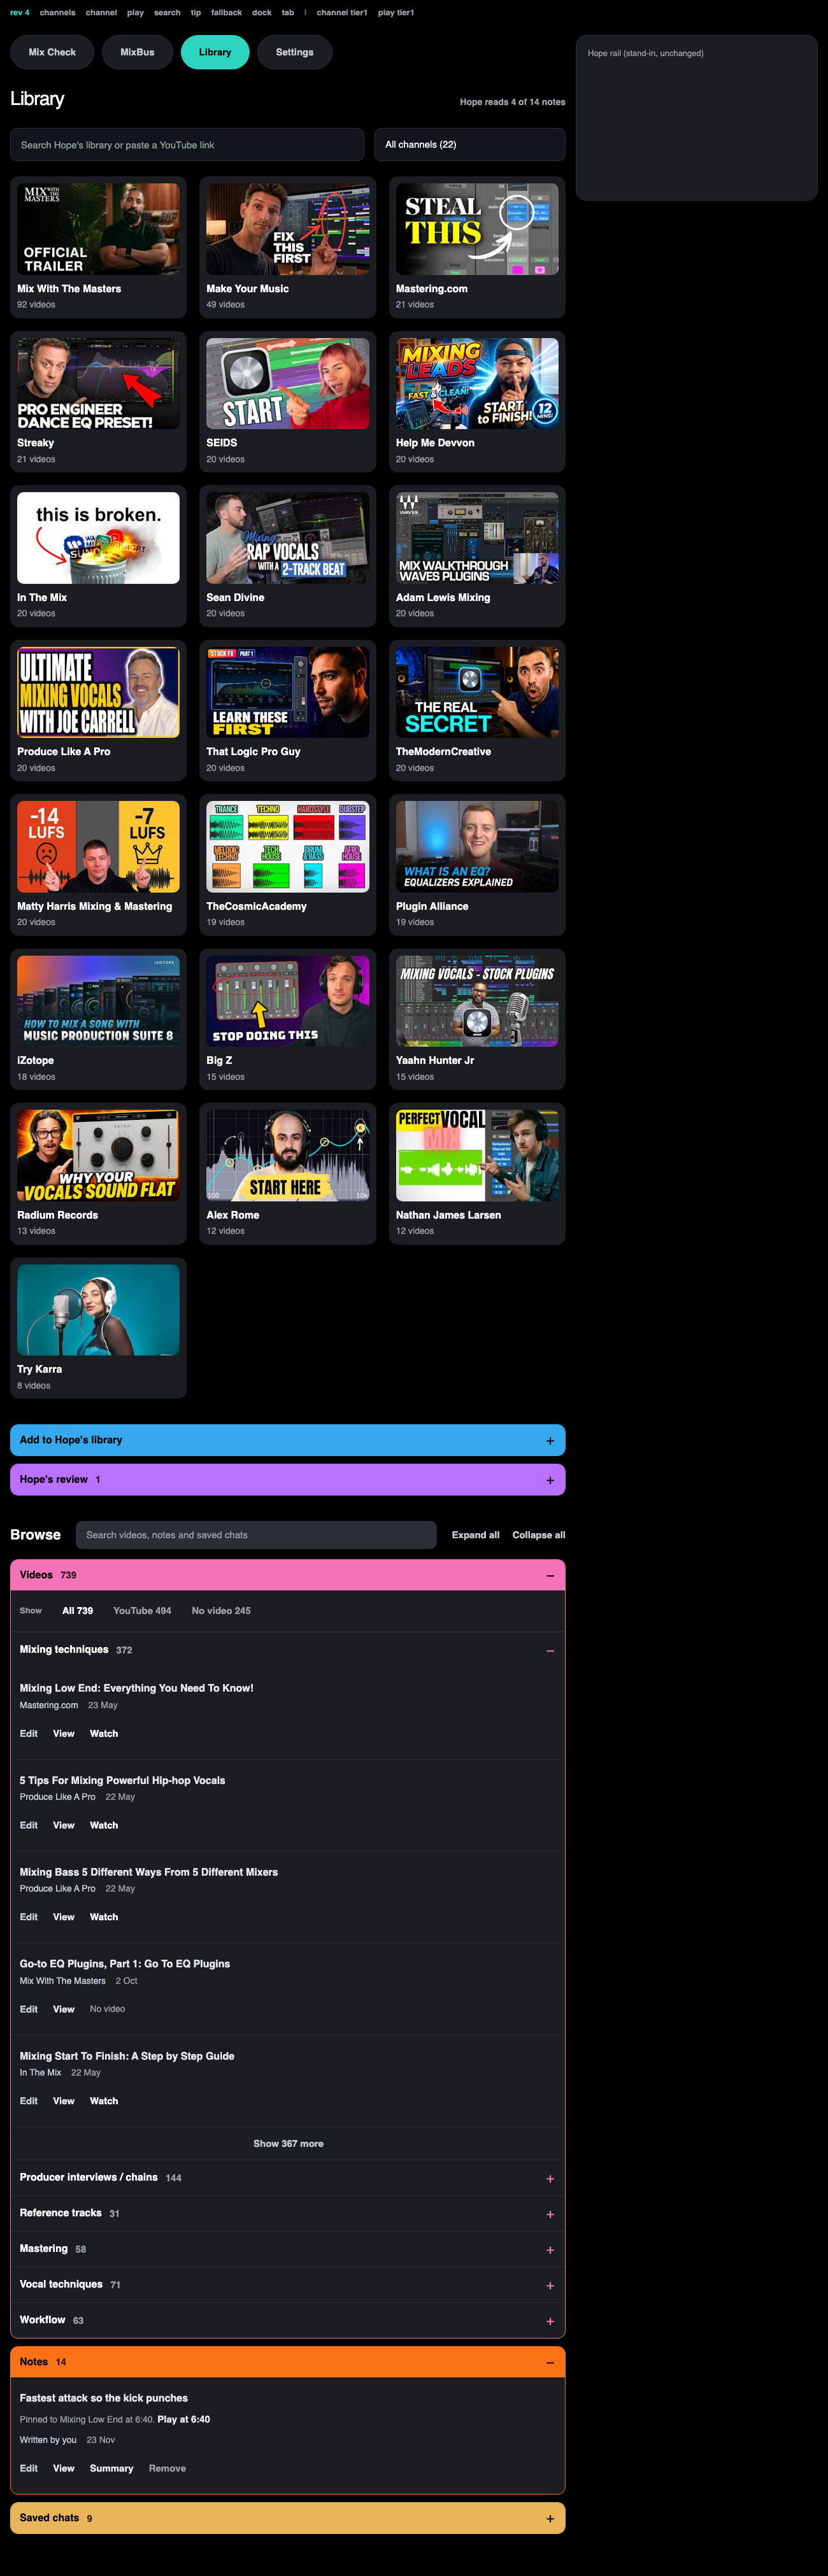 rev 4 channels channel play search tip fallback dock tab | channel tier1 play tier1
Mix Check MixBus Library Settings
Hope rail (stand-in, unchanged)
Library
Hope reads 4 of 14 notes
Search Hope's library or paste a YouTube link
All channels (22)
MIX WITH THE MASTERS
OFFICIAL
TRAILER
FIX
THIS
FIRST
STEAL
THIS
Mix With The Masters
92 videos
Make Your Music
49 videos
Mastering.com
21 videos
PRO ENGINEER
DANCE EQ PRESET!
START
MIXING
LEADS
FAST & CLEAN!
START
to FINISH!
12
MINS!
Streaky
21 videos
SEIDS
20 videos
Help Me Devvon
20 videos
this is broken.
Mixing
RAP VOCALS
WITH A 2-TRACK BEAT
WAVES
MIX WALKTHROUGH
WAVES PLUGINS
In The Mix
20 videos
Sean Divine
20 videos
Adam Lewis Mixing
20 videos
ULTIMATE
MIXING VOCALS
WITH JOE CARRELL
STOCK FX PART 1
LEARN THESE
FIRST
THE REAL
SECRET
Produce Like A Pro
20 videos
That Logic Pro Guy
20 videos
TheModernCreative
20 videos
-14
LUFS
-7
LUFS
TRANCE TECHNO HARDSTYLE DUBSTEP
MELODIC TECHNO TECH HOUSE DRUM & BASS AFRO HOUSE
WHAT IS AN EQ?
EQUALIZERS EXPLAINED
Matty Harris Mixing & Mastering
20 videos
TheCosmicAcademy
19 videos
Plugin Alliance
19 videos
IZOTOPE
HOW TO MIX A SONG WITH
MUSIC PRODUCTION SUITE 8
STOP DOING THIS
MIXING VOCALS - STOCK PLUGINS
iZotope
18 videos
Big Z
15 videos
Yaahn Hunter Jr
15 videos
WHY YOUR
VOCALS SOUND FLAT
100
10k
START HERE
PERFECT VOCAL
MIX
Radium Records
13 videos
Alex Rome
12 videos
Nathan James Larsen
12 videos
Try Karra
8 videos
Add to Hope's library +
Hope's review 1 +
Browse
Search videos, notes and saved chats
Expand all Collapse all
Videos 739 −
Show All 739 YouTube 494 No video 245
Mixing techniques 372 −
Mixing Low End: Everything You Need To Know!
Mastering.com 23 May
Edit View Watch
5 Tips For Mixing Powerful Hip-hop Vocals
Produce Like A Pro 22 May
Edit View Watch
Mixing Bass 5 Different Ways From 5 Different Mixers
Produce Like A Pro 22 May
Edit View Watch
Go-to EQ Plugins, Part 1: Go To EQ Plugins
Mix With The Masters 2 Oct
Edit View No video
Mixing Start To Finish: A Step by Step Guide
In The Mix 22 May
Edit View Watch
Show 367 more
Producer interviews / chains 144 +
Reference tracks 31 +
Mastering 58 +
Vocal techniques 71 +
Workflow 63 +
Notes 14 −
Fastest attack so the kick punches
Pinned to Mixing Low End at 6:40. Play at 6:40
Written by you 23 Nov
Edit View Summary Remove
Saved chats 9 +